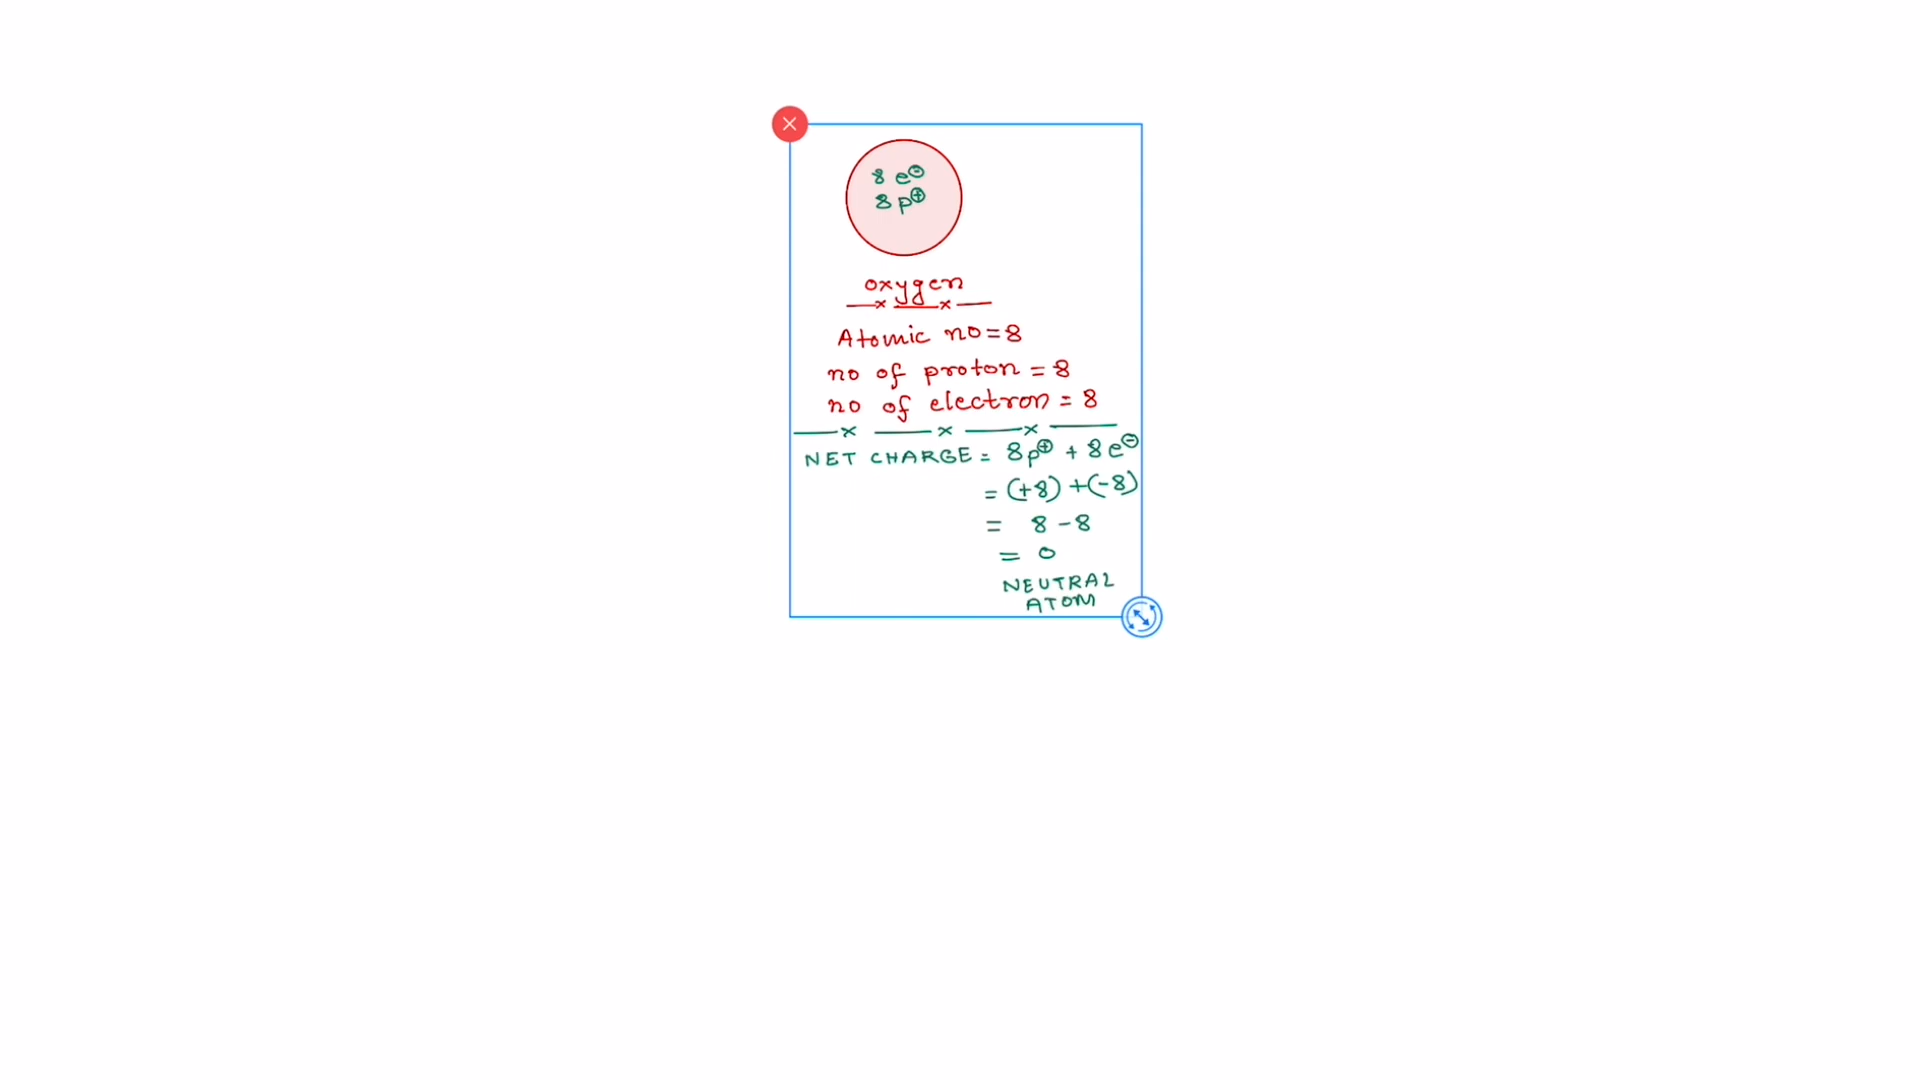 8 e⊖
8 p⊕
oxygen
Atomic no = 8
no of proton = 8
no of electron = 8
NET CHARGE = 8p⊕ + 8e⊖
= (+8) + (-8)
= 8 - 8
= 0
NEUTRAL
ATOM